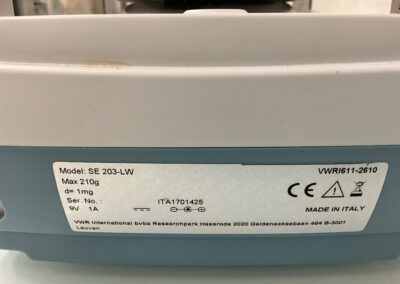 Model: SE 203-LW VWRI611-2610
Max 210g
d= 1mg
Ser. No. : ITA1701425
9V 1A MADE IN ITALY
VWR International bvba Researchpark Haasrode 2020 Geldenaaksebaan 464 B-3001
Leuven